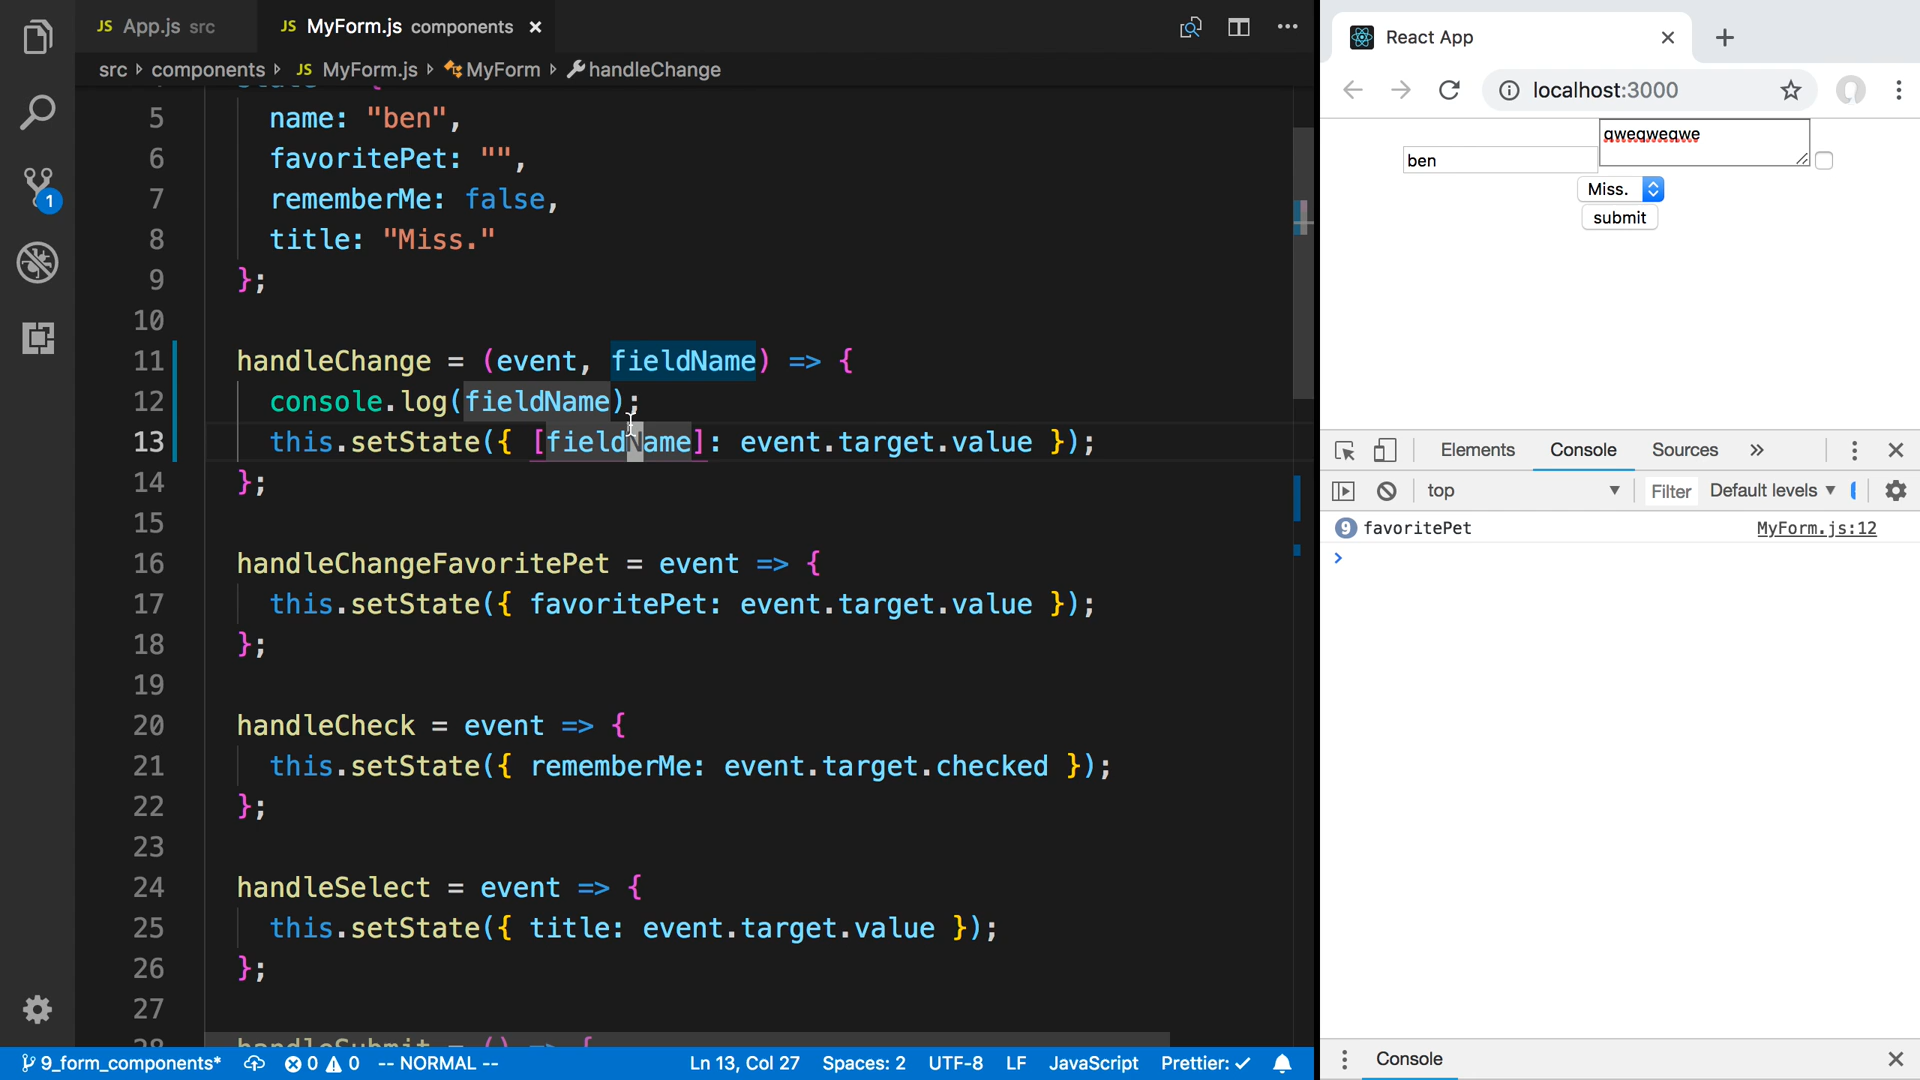 JS App.js src
JS MyForm.js components
src components JS MyForm.js MyForm handleChange
5 name: "ben",
6 favoritePet: "",
7 rememberMe: false,
8 title: "Miss."
9 };
10
11 handleChange = (event, fieldName) => {
12 console.log(fieldName);
13 this.setState({ [fieldName]: event.target.value });
14 };
15
16 handleChangeFavoritePet = event => {
17 this.setState({ favoritePet: event.target.value });
18 };
19
20 handleCheck = event => {
21 this.setState({ rememberMe: event.target.checked });
22 };
23
24 handleSelect = event => {
25 this.setState({ title: event.target.value });
26 };
27
28 handleSubmit = () => {
1
9_form_components* 0 0 -- NORMAL -- Ln 13, Col 27 Spaces: 2 UTF-8 LF JavaScript Prettier: ✓
React App
localhost:3000
qweqweqwe
ben
Miss.
submit
Elements Console Sources »
top Filter Default levels ▼
9 favoritePet MyForm.js:12
>
Console